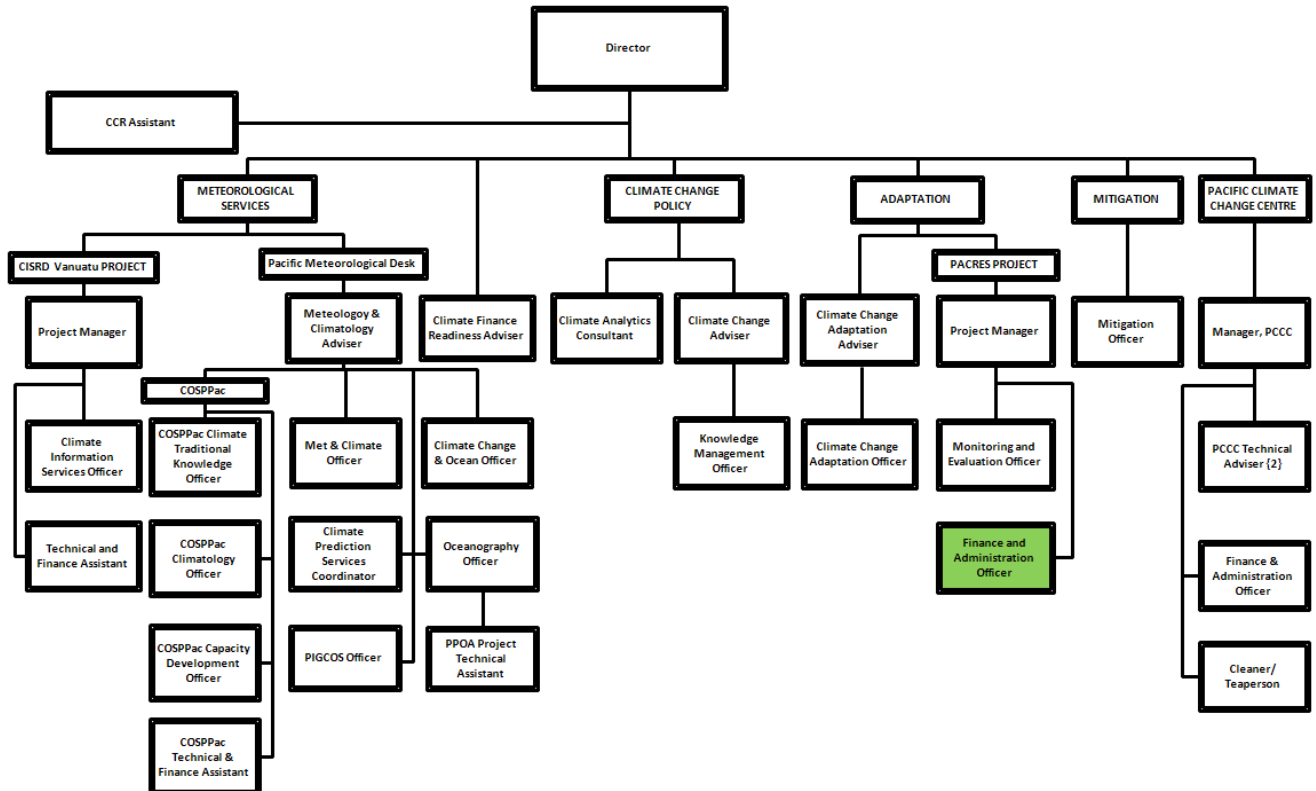 Director
CCR Assistant
METEOROLOGICAL
SERVICES
CLIMATE CHANGE
POLICY
ADAPTATION
MITIGATION
PACIFIC CLIMATE
CHANGE CENTRE
CISRD Vanuatu PROJECT
Pacific Meteorological Desk
PACRES PROJECT
Project Manager
Meteology &
Climatology
Adviser
Climate Finance
Readiness Adviser
Climate Analytics
Consultant
Climate Change
Adviser
Climate Change
Adaptation
Adviser
Project Manager
Mitigation
Officer
Manager, PCCC
COSPPac
Climate
Information
Services Officer
COSPPac Climate
Traditional
Knowledge
Officer
Met & Climate
Officer
Climate Change
& Ocean Officer
Knowledge
Management
Officer
Climate Change
Adaptation Officer
Monitoring and
Evaluation Officer
PCCC Technical
Adviser {2}
Technical and
Finance Assistant
COSPPac
Climatology
Officer
Climate
Prediction
Services
Coordinator
Oceanography
Officer
Finance and
Administration
Officer
Finance &
Administration
Officer
COSPPac Capacity
Development
Officer
PIGCOS Officer
PPOA Project
Technical
Assistant
Cleaner/
Teaperson
COSPPac
Technical &
Finance Assistant